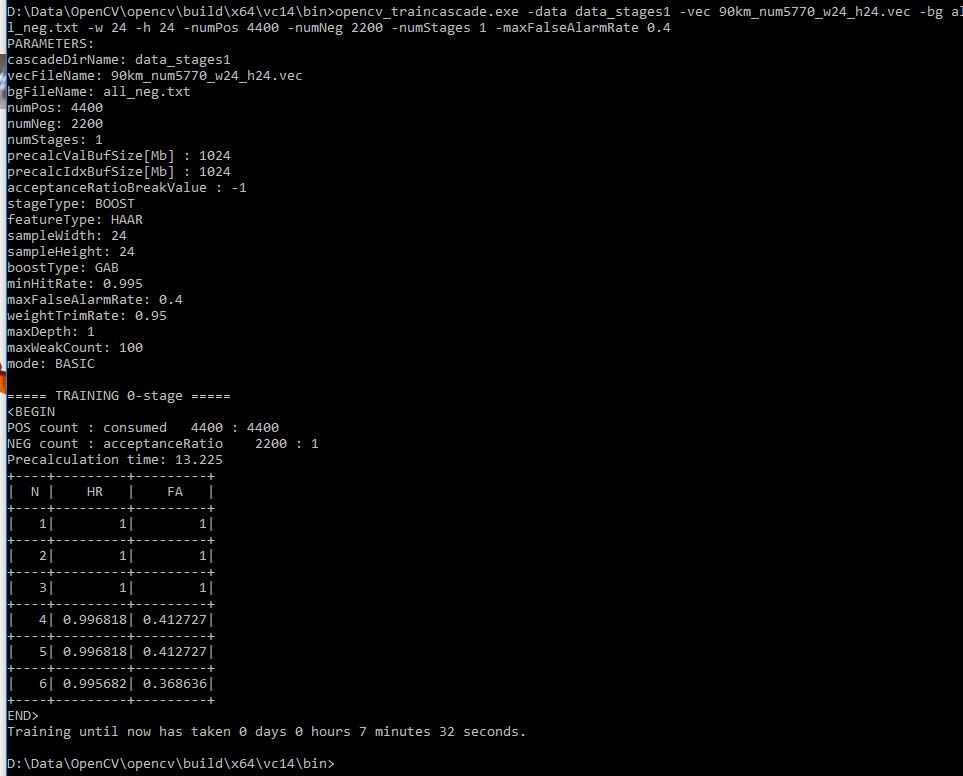 D:\Data\OpenCV\opencv\build\x64\vc14\bin>opencv_traincascade.exe -data data_stages1 -vec 90km_num5770_w24_h24.vec -bg al
l_neg.txt -w 24 -h 24 -numPos 4400 -numNeg 2200 -numStages 1 -maxFalseAlarmRate 0.4
PARAMETERS:
cascadeDirName: data_stages1
vecFileName: 90km_num5770_w24_h24.vec
bgFileName: all_neg.txt
numPos: 4400
numNeg: 2200
numStages: 1
precalcValBufSize[Mb] : 1024
precalcIdxBufSize[Mb] : 1024
acceptanceRatioBreakValue : -1
stageType: BOOST
featureType: HAAR
sampleWidth: 24
sampleHeight: 24
boostType: GAB
minHitRate: 0.995
maxFalseAlarmRate: 0.4
weightTrimRate: 0.95
maxDepth: 1
maxWeakCount: 100
mode: BASIC

===== TRAINING 0-stage =====
<BEGIN
POS count : consumed   4400 : 4400
NEG count : acceptanceRatio    2200 : 1
Precalculation time: 13.225
+----+---------+---------+
|  N |    HR   |    FA   |
+----+---------+---------+
|   1|        1|        1|
+----+---------+---------+
|   2|        1|        1|
+----+---------+---------+
|   3|        1|        1|
+----+---------+---------+
|   4| 0.996818| 0.412727|
+----+---------+---------+
|   5| 0.996818| 0.412727|
+----+---------+---------+
|   6| 0.995682| 0.368636|
+----+---------+---------+
END>
Training until now has taken 0 days 0 hours 7 minutes 32 seconds.

D:\Data\OpenCV\opencv\build\x64\vc14\bin>